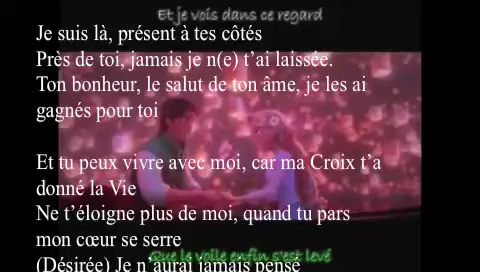 Et je vois dans ce regard
Je suis là, présent à tes côtés
Près de toi, jamais je n(e) t’ai laissée.
Ton bonheur, le salut de ton âme, je les ai
gagnés pour toi
Et tu peux vivre avec moi, car ma Croix t’a
donné la Vie
Ne t’éloigne plus de moi, quand tu pars
mon cœur se serre
Que le voile enfin s'est levé
(Désirée) Je n’aurai jamais pensé